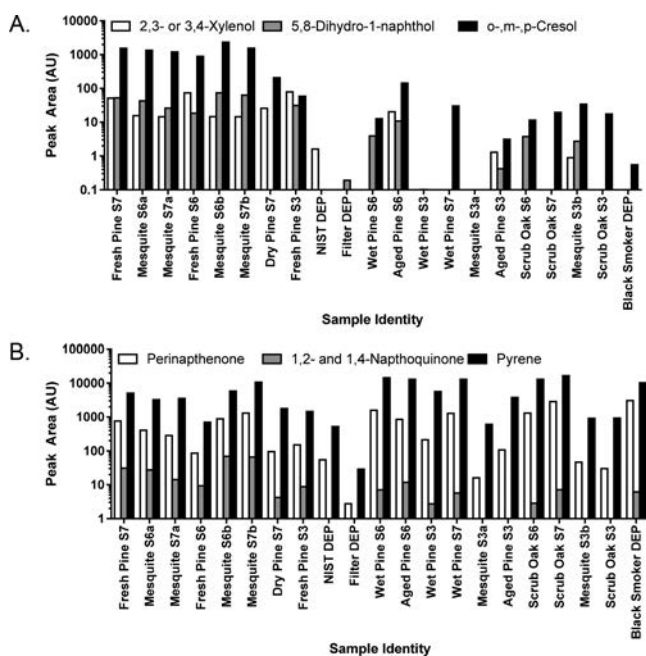 A.
2,3- or 3,4-Xylenol 5,8-Dihydro-1-naphthol o-,m-,p-Cresol
Peak Area (AU)
10000
1000
100
10
1
0.1
Fresh Pine S7
Mesquite S6a
Mesquite S7a
Fresh Pine S6
Mesquite S6b
Mesquite S7b
Dry Pine S7
Fresh Pine S3
NIST DEP
Filter DEP
Wet Pine S6
Aged Pine S6
Wet Pine S3
Wet Pine S7
Mesquite S3a
Aged Pine S3
Scrub Oak S6
Scrub Oak S7
Mesquite S3b
Scrub Oak S3
Black Smoker DEP
Sample Identity
B.
Perinapthenone 1,2- and 1,4-Napthoquinone Pyrene
Peak Area (AU)
100000
10000
1000
100
10
1
Fresh Pine S7
Mesquite S6a
Mesquite S7a
Fresh Pine S6
Mesquite S6b
Mesquite S7b
Dry Pine S7
Fresh Pine S3
NIST DEP
Filter DEP
Wet Pine S6
Aged Pine S6
Wet Pine S3
Wet Pine S7
Mesquite S3a
Aged Pine S3
Scrub Oak S6
Scrub Oak S7
Mesquite S3b
Scrub Oak S3
Black Smoker DEP
Sample Identity